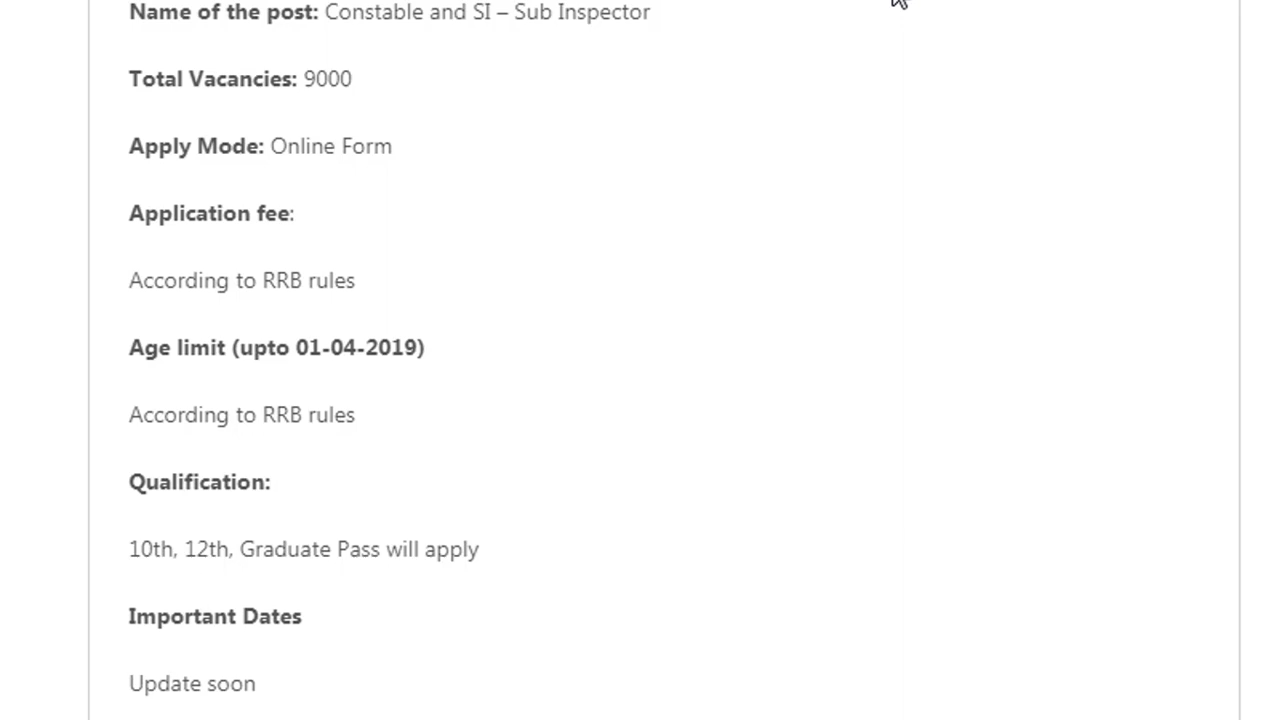 Name of the post: Constable and SI – Sub Inspector
Total Vacancies: 9000
Apply Mode: Online Form
Application fee:
According to RRB rules
Age limit (upto 01-04-2019)
According to RRB rules
Qualification:
10th, 12th, Graduate Pass will apply
Important Dates
Update soon